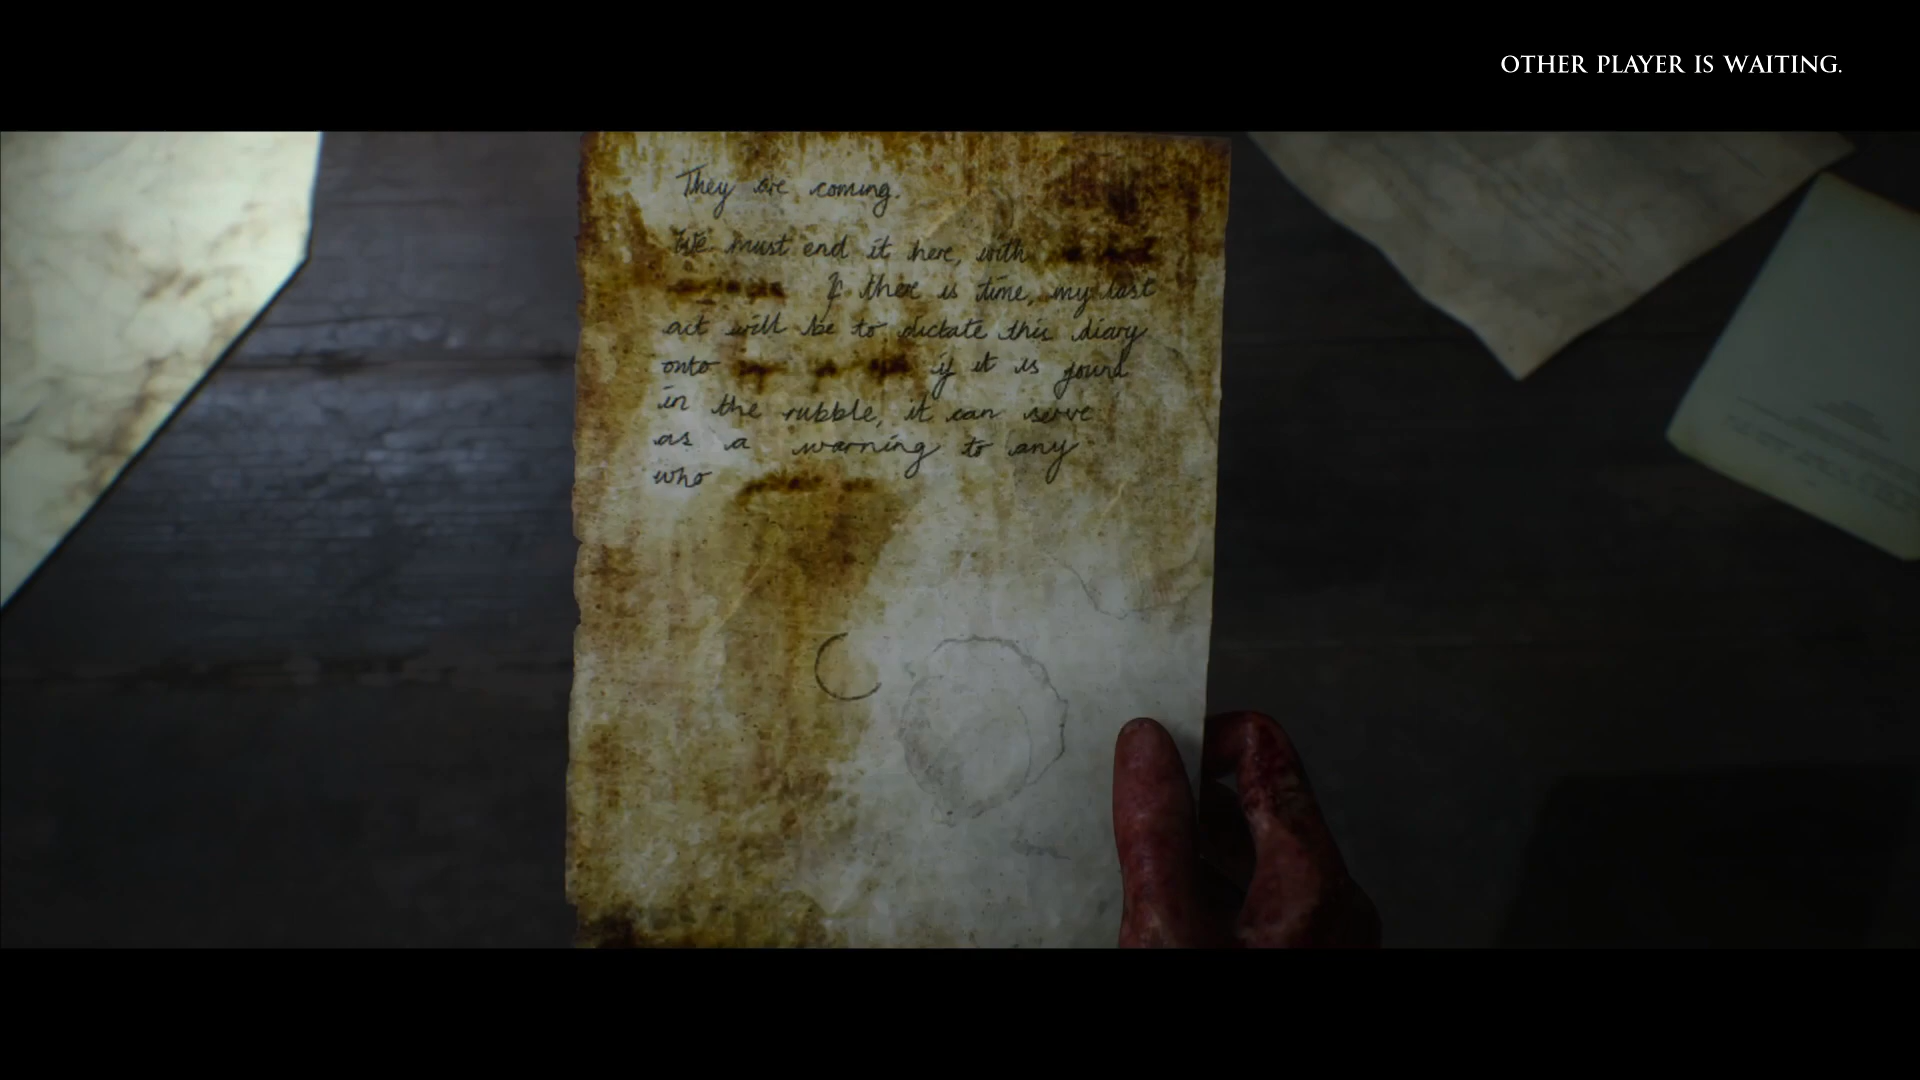 OTHER PLAYER IS WAITING.
They are coming.
We must end it here, with
If there is time, my last
act will be to dictate this diary
onto if it is found
in the rubble, it can serve
as a warning to any
who